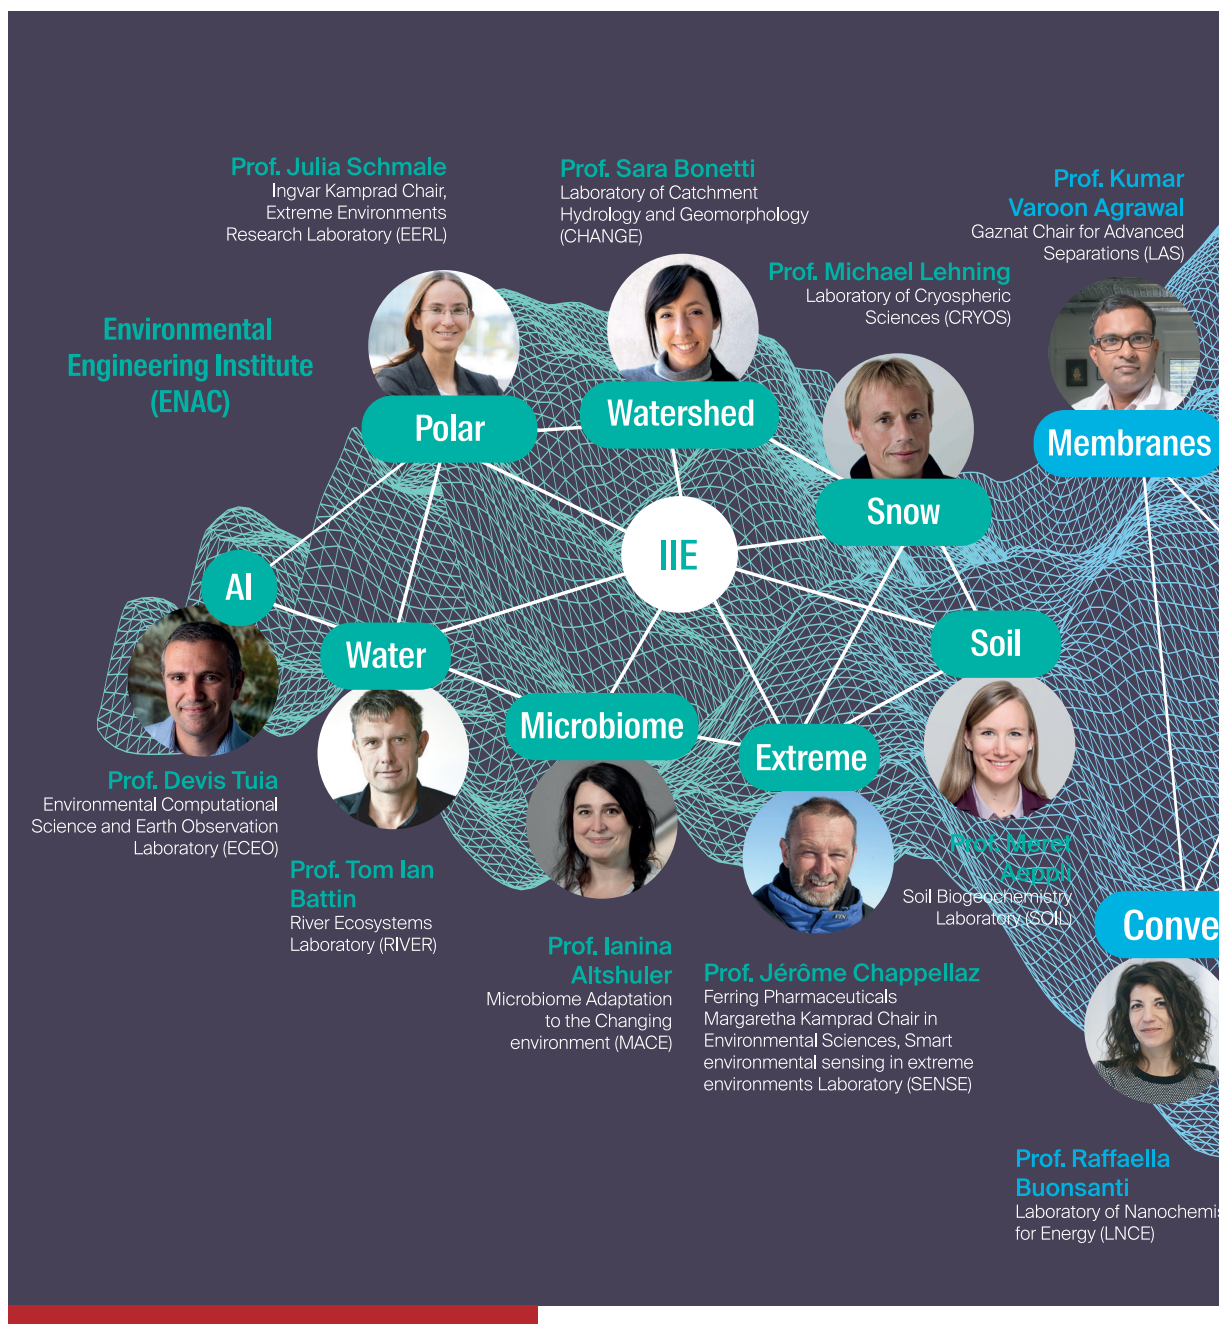 Prof. Julia Schmale
Ingvar Kamprad Chair,
Extreme Environments
Research Laboratory (EERL)
Prof. Sara Bonetti
Laboratory of Catchment
Hydrology and Geomorphology
(CHANGE)
Prof. Kumar
Varoon Agrawal
Gaznat Chair for Advanced
Separations (LAS)
Prof. Michael Lehning
Laboratory of Cryospheric
Sciences (CRYOS)
Environmental
Engineering Institute
(ENAC)
Polar
Watershed
Membranes
Snow
IIE
AI
Water
Soil
Microbiome
Extreme
Prof. Devis Tuia
Environmental Computational
Science and Earth Observation
Laboratory (ECEO)
Prof. Tom Ian
Battin
River Ecosystems
Laboratory (RIVER)
Prof. Meret
Aeppli
Soil Biogeochemistry
Laboratory (SOIL)
Conve
Prof. Ianina
Altshuler
Microbiome Adaptation
to the Changing
environment (MACE)
Prof. Jérôme Chappellaz
Ferring Pharmaceuticals
Margaretha Kamprad Chair in
Environmental Sciences, Smart
environmental sensing in extreme
environments Laboratory (SENSE)
Prof. Raffaella
Buonsanti
Laboratory of Nanochemis
for Energy (LNCE)